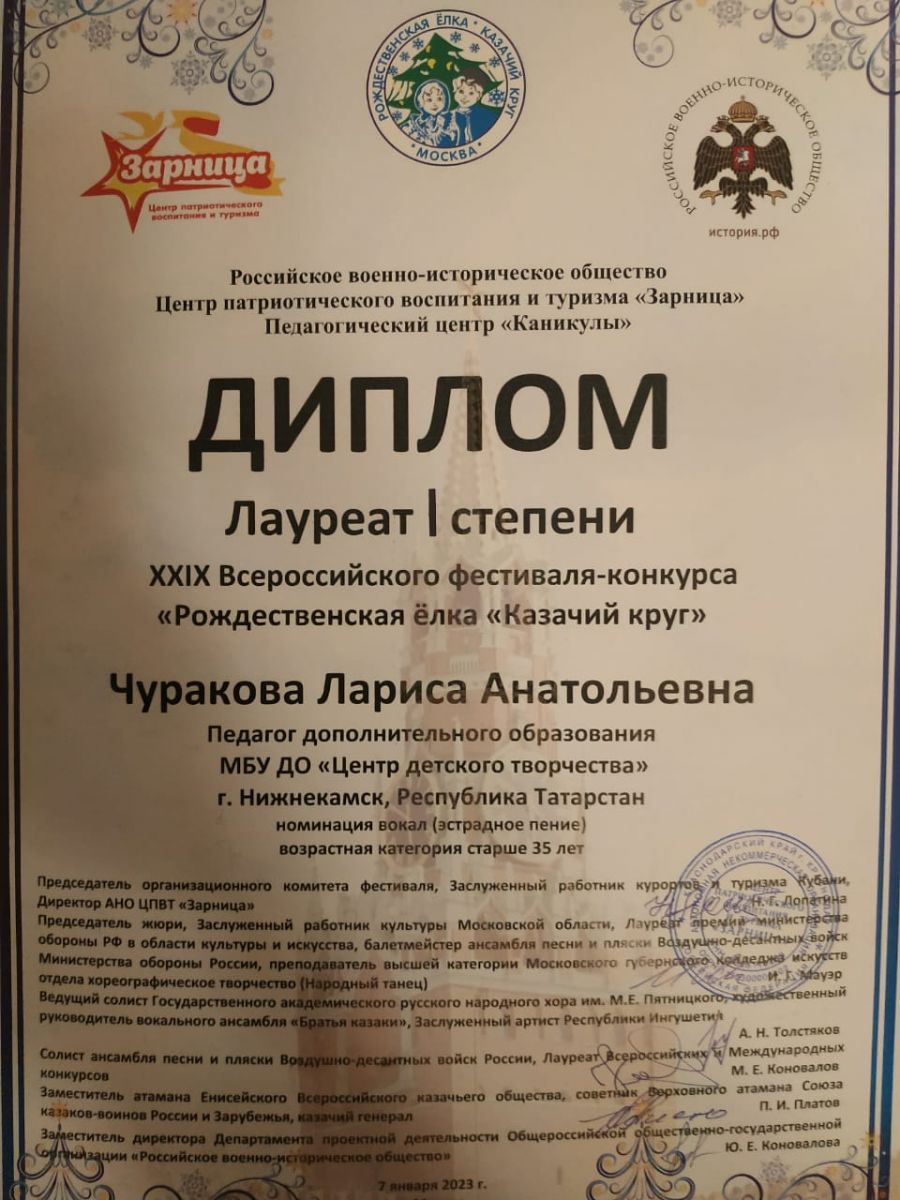 РОЖДЕСТВЕНСКАЯ ЁЛКА · КАЗАЧИЙ КРУГ
· МОСКВА ·
Зарница
Центр патриотического
воспитания и туризма
РОССИЙСКОЕ ВОЕННО-ИСТОРИЧЕСКОЕ ОБЩЕСТВО
история.рф
Российское военно-историческое общество
Центр патриотического воспитания и туризма «Зарница»
Педагогический центр «Каникулы»
ДИПЛОМ
Лауреат I степени
XXIX Всероссийского фестиваля-конкурса
«Рождественская ёлка «Казачий круг»
Чуракова Лариса Анатольевна
Педагог дополнительного образования
МБУ ДО «Центр детского творчества»
г. Нижнекамск, Республика Татарстан
номинация вокал (эстрадное пение)
возрастная категория старше 35 лет
Председатель организационного комитета фестиваля, Заслуженный работник курортов и туризма Кубани,
Директор АНО ЦПВТ «Зарница» Н. Г. Лопатина
Председатель жюри, Заслуженный работник культуры Московской области, Лауреат премии министерства
обороны РФ в области культуры и искусства, балетмейстер ансамбля песни и пляски Воздушно-десантных войск
Министерства обороны России, преподаватель высшей категории Московского губернского колледжа искусств
отдела хореографическое творчество (Народный танец) И. Г. Мауэр
Ведущий солист Государственного академического русского народного хора им. М.Е. Пятницкого, художественный
руководитель вокального ансамбля «Братья казаки», Заслуженный артист Республики Ингушетия
А. Н. Толстяков
Солист ансамбля песни и пляски Воздушно-десантных войск России, Лауреат Всероссийских и Международных
конкурсов М. Е. Коновалов
Заместитель атамана Енисейского Всероссийского казачьего общества, советник Верховного атамана Союза
казаков-воинов России и Зарубежья, казачий генерал П. И. Платов
Заместитель директора Департамента проектной деятельности Общероссийской общественно-государственной
организации «Российское военно-историческое общество» Ю. Е. Коновалова
7 января 2023 г.